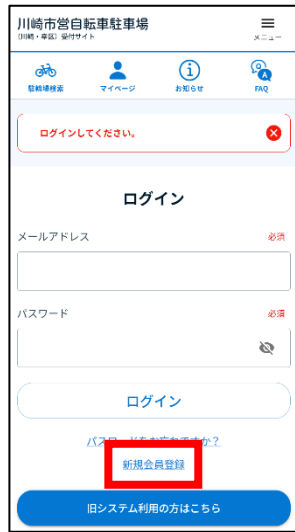 川崎市営自転車駐車場
(川崎・幸区) 受付サイト
メニュー
駐輪場検索
マイページ
お知らせ
FAQ
ログインしてください。
ログイン
メールアドレス
必須
パスワード
必須
ログイン
パスワードをお忘れですか?
新規会員登録
旧システム利用の方はこちら